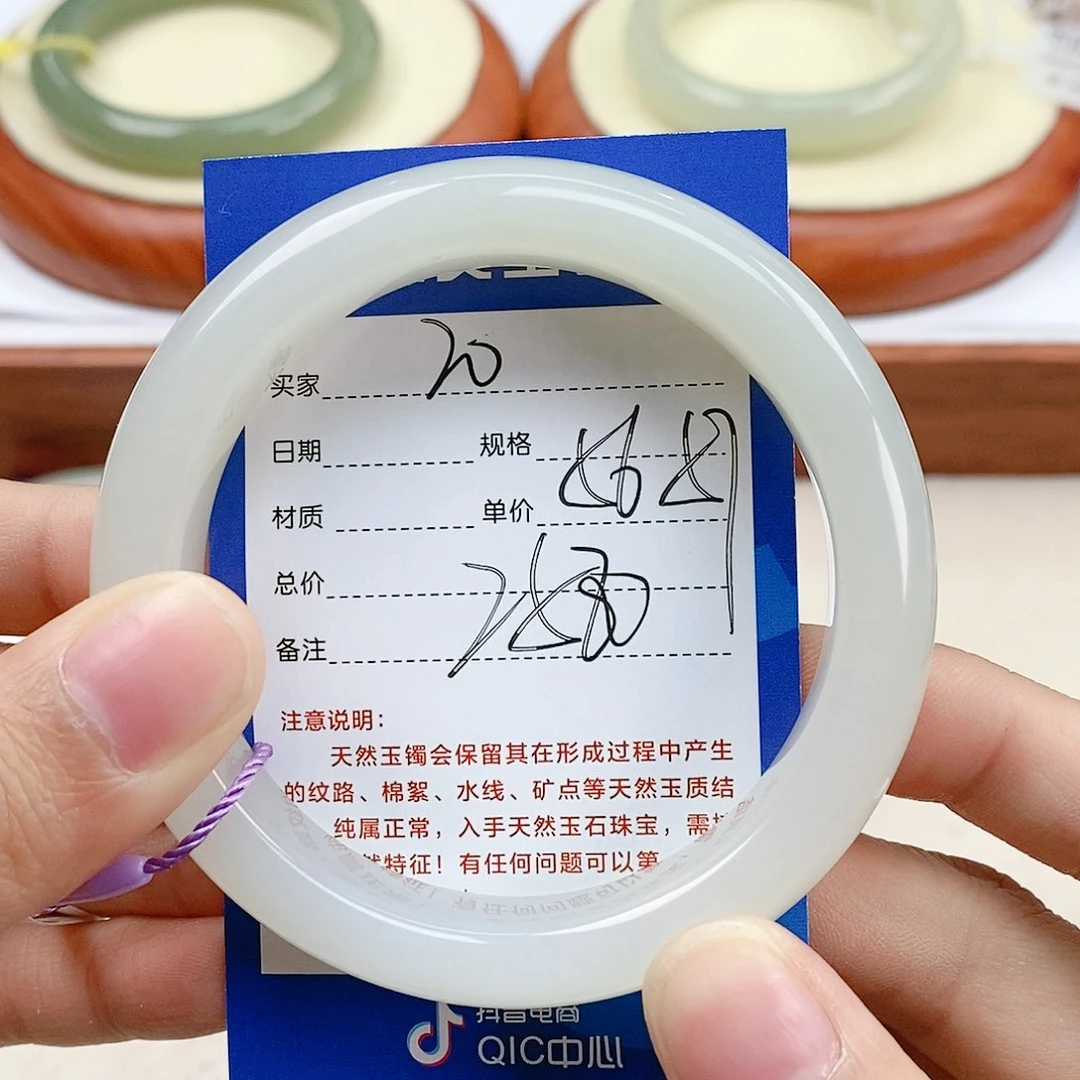 买家 20
日期 规格
材质 单价
总价
备注
注意说明：
天然玉镯会保留其在形成过程中产生
的纹路、棉絮、水线、矿点等天然玉质结
纯属正常，入手天然玉石珠宝，需
特征！有任何问题可以第
抖音电商
QIC中心